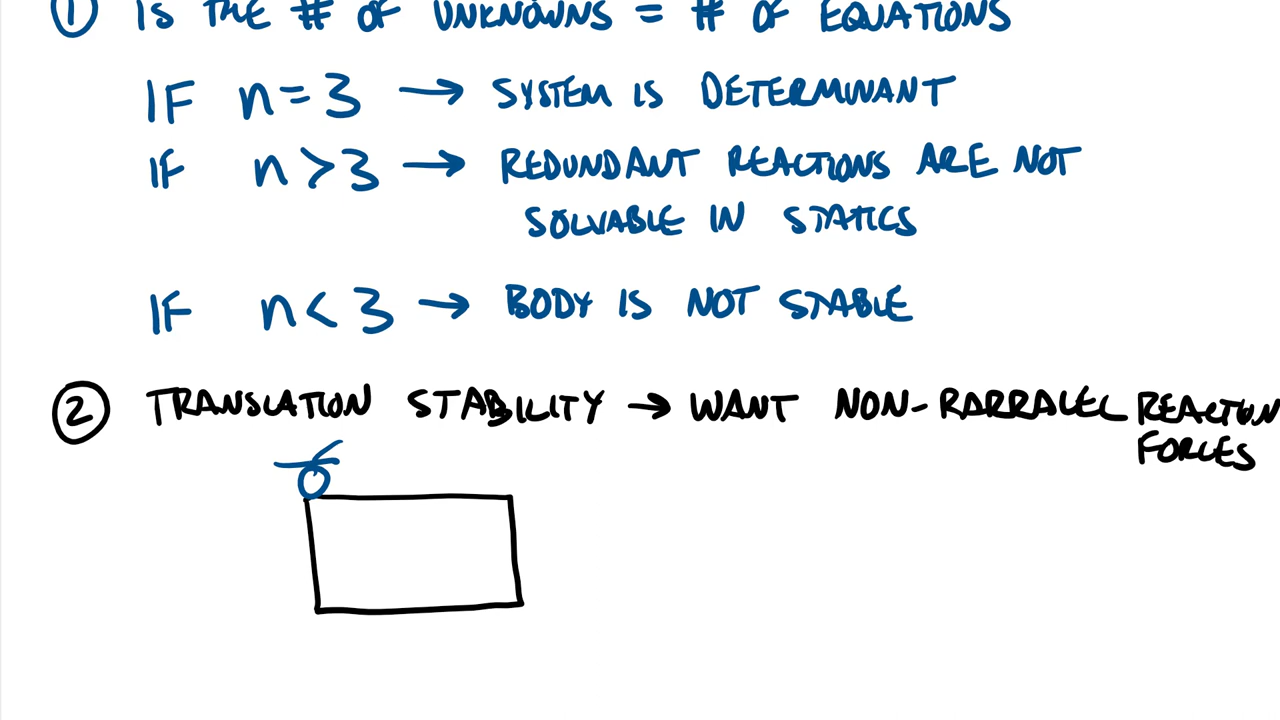 ① IS THE # OF UNKNOWNS = # OF EQUATIONS
IF n = 3 → SYSTEM IS DETERMINANT
IF n > 3 → REDUNDANT REACTIONS ARE NOT
SOLVABLE IN STATICS
IF n < 3 → BODY IS NOT STABLE
② TRANSLATION STABILITY → WANT NON-RARRALEL REACTION
FORCES